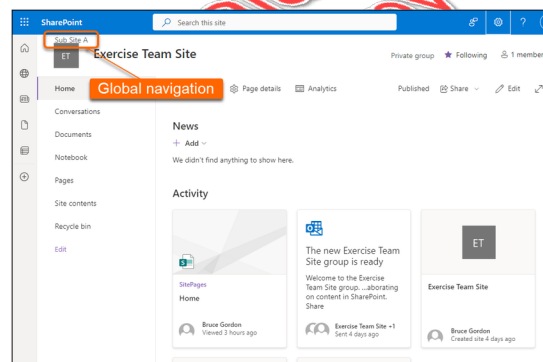 SharePoint
Search this site
?
Sub Site A
ET
Exercise Team Site
Private group
Following
1 member
Home
Global navigation
Page details
Analytics
Published
Share
Edit
Conversations
Documents
Notebook
Pages
Site contents
Recycle bin
Edit
News
+ Add
We didn't find anything to show here.
Activity
SitePages
Home
Bruce Gordon
Viewed 3 hours ago
The new Exercise Team
Site group is ready
Welcome to the Exercise
Team Site group. ...aborating
on content in SharePoint.
Share
Exercise Team Site +1
Sent 4 days ago
ET
Exercise Team Site
Bruce Gordon
Created site 4 days ago